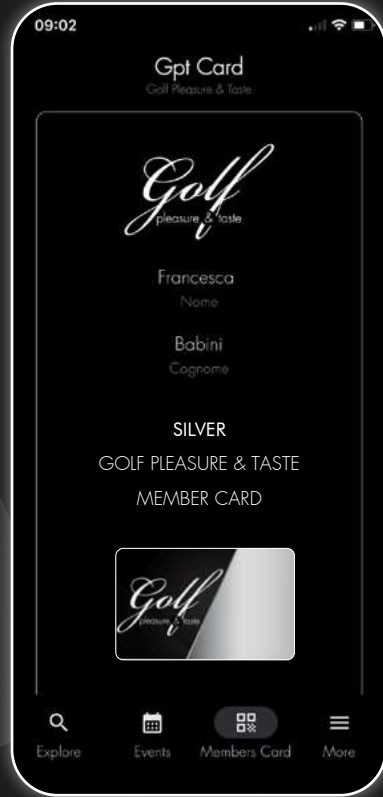 09:02
Gpt Card
Golf Pleasure & Taste
Golf
pleasure & taste
Francesca
Nome
Babini
Cognome
SILVER
GOLF PLEASURE & TASTE
MEMBER CARD
Golf
pleasure & taste
Explore
Events
Members Card
More